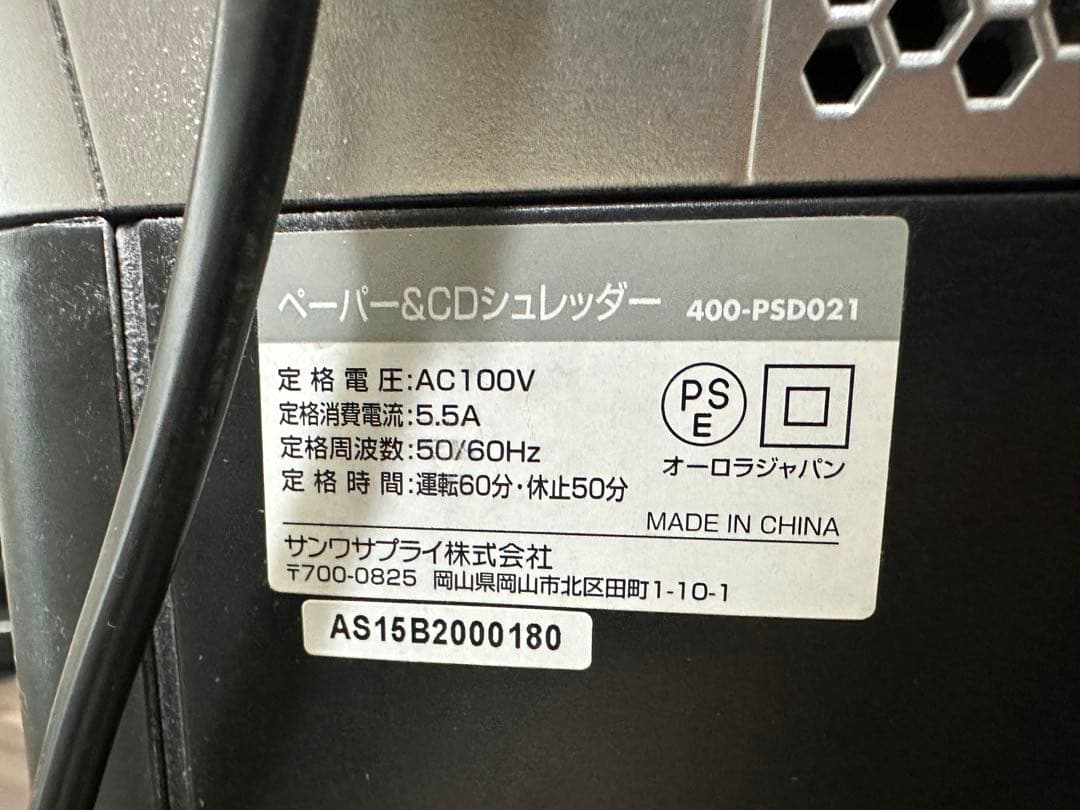 ペーパー&CDシュレッダー 400-PSD021
定格電圧:AC100V
定格消費電流:5.5A
定格周波数:50/60Hz
定格時間:運転60分・休止50分
PS
E
オーロラジャパン
MADE IN CHINA
サンワサプライ株式会社
〒700-0825 岡山県岡山市北区田町1-10-1
AS15B2000180